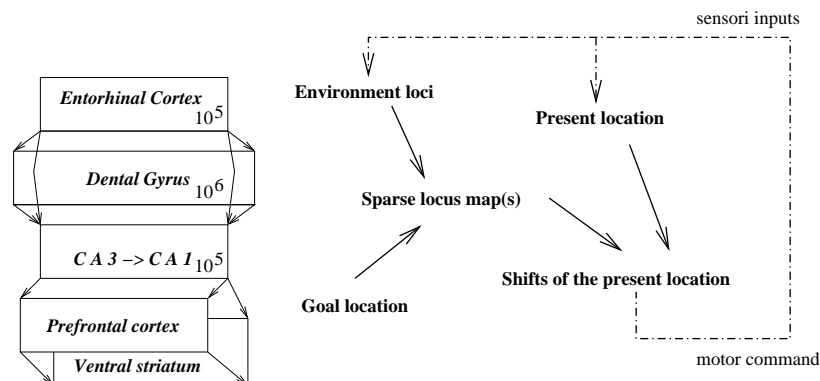 sensori inputs
Entorhinal Cortex
10^5
Dental Gyrus
10^6
C A 3 −> C A 1
10^5
Prefrontal cortex
Ventral striatum
Environment loci
Present location
Sparse locus map(s)
Goal location
Shifts of the present location
motor command